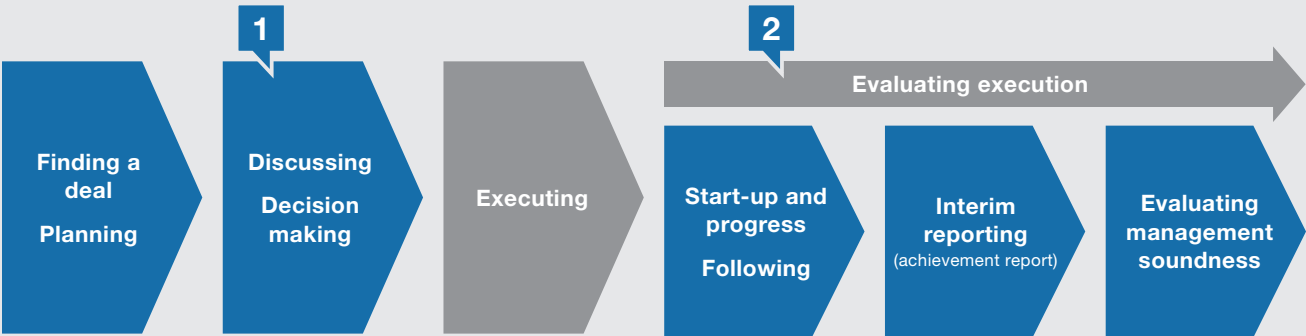 1
2
Finding a
deal
Planning
Discussing
Decision
making
Executing
Evaluating execution
Start-up and
progress
Following
Interim
reporting
(achievement report)
Evaluating
management
soundness